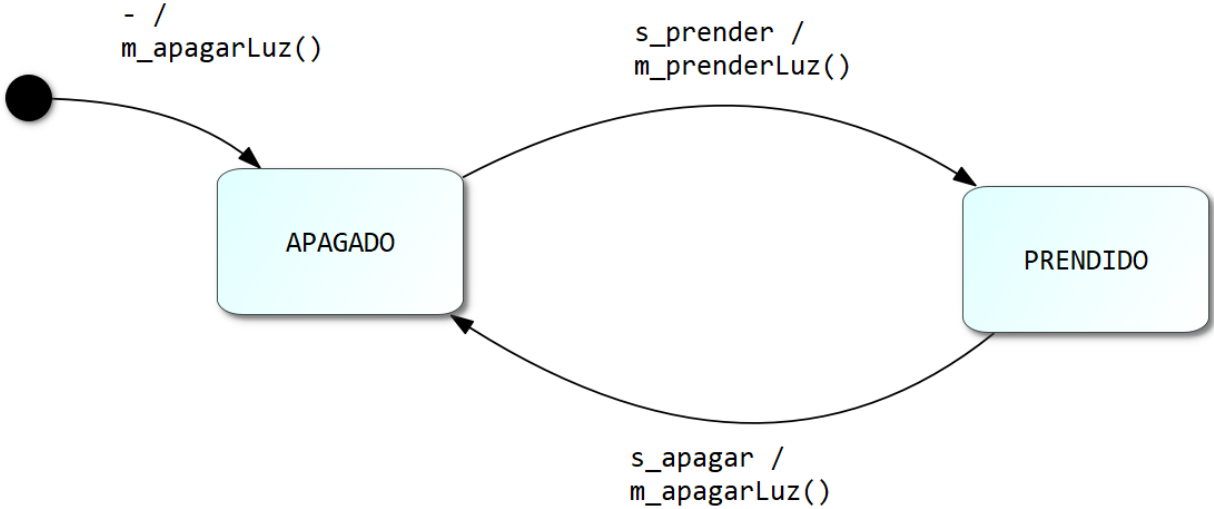 - /
m_apagarLuz()
s_prender /
m_prenderLuz()
APAGADO
PRENDIDO
s_apagar /
m_apagarLuz()